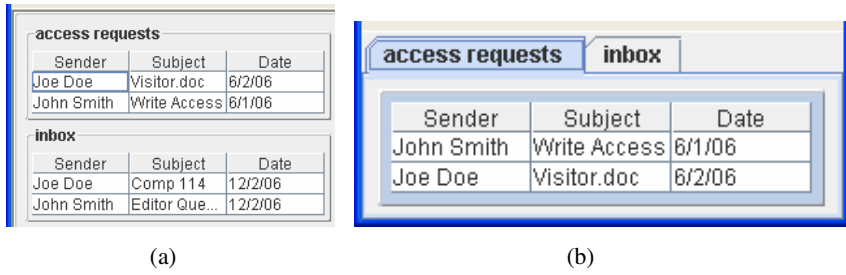 access requests
Sender Subject Date
Joe Doe Visitor.doc 6/2/06
John Smith Write Access 6/1/06
inbox
Sender Subject Date
Joe Doe Comp 114 12/2/06
John Smith Editor Que... 12/2/06
(a)
access requests inbox
Sender Subject Date
John Smith Write Access 6/1/06
Joe Doe Visitor.doc 6/2/06
(b)